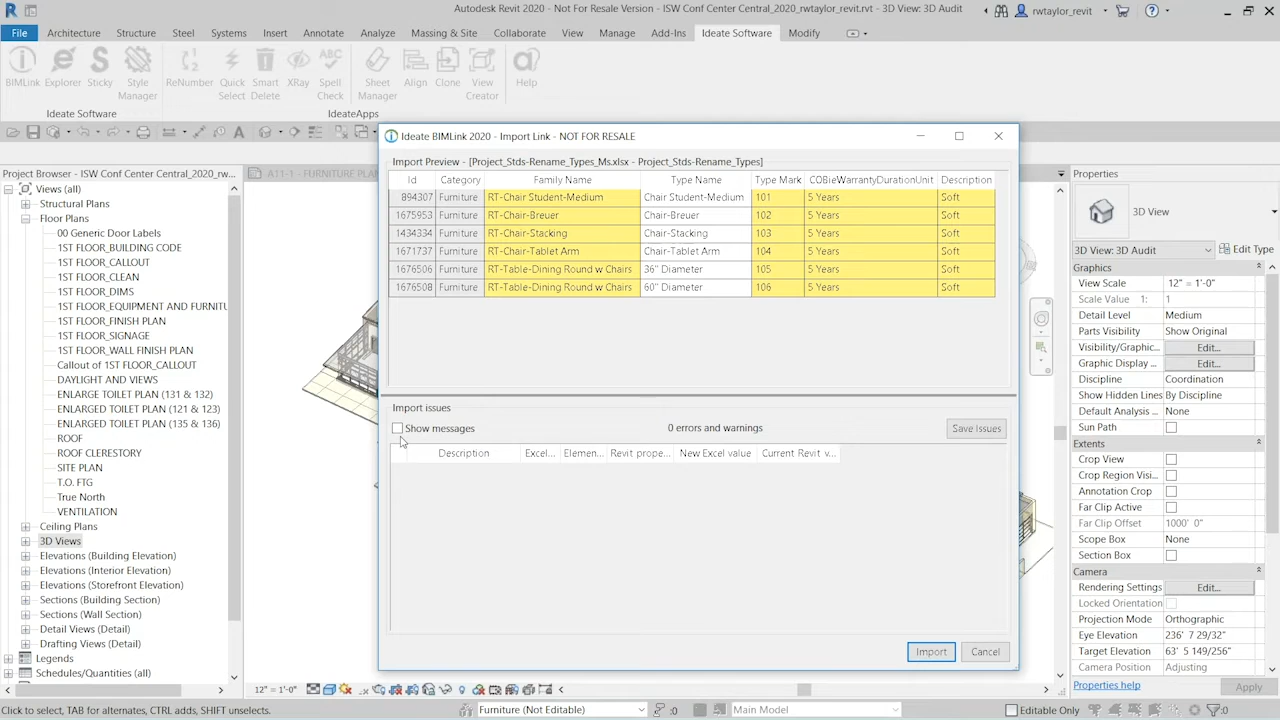 Autodesk Revit 2020 - Not For Resale Version - ISW Conf Center Central_2020_rwtaylor_revit.rvt - 3D View: 3D Audit
rwtaylor_revit
File Architecture Structure Steel Systems Insert Annotate Analyze Massing & Site Collaborate View Manage Add-Ins Ideate Software Modify
BIMLink Explorer Sticky Style Manager ReNumber Quick Select Smart Delete XRay Spell Check Sheet Manager Align Clone View Creator Help
Ideate Software IdeateApps
Project Browser - ISW Conf Center Central_2020_rw...
Views (all)
Structural Plans
Floor Plans
00 Generic Door Labels
1ST FLOOR_BUILDING CODE
1ST FLOOR_CALLOUT
1ST FLOOR_CLEAN
1ST FLOOR_DIMS
1ST FLOOR_EQUIPMENT AND FURNITU
1ST FLOOR_FINISH PLAN
1ST FLOOR_SIGNAGE
1ST FLOOR_WALL FINISH PLAN
Callout of 1ST FLOOR_CALLOUT
DAYLIGHT AND VIEWS
ENLARGE TOILET PLAN (131 & 132)
ENLARGED TOILET PLAN (121 & 123)
ENLARGED TOILET PLAN (135 & 136)
ROOF
ROOF CLERESTORY
SITE PLAN
T.O. FTG
True North
VENTILATION
Ceiling Plans
3D Views
Elevations (Building Elevation)
Elevations (Interior Elevation)
Elevations (Storefront Elevation)
Sections (Building Section)
Sections (Wall Section)
Detail Views (Detail)
Drafting Views (Detail)
Legends
Schedules/Quantities (all)
A11-1 - FURNITURE PLAN
Ideate BIMLink 2020 - Import Link - NOT FOR RESALE
Import Preview - [Project_Stds-Rename_Types_Ms.xlsx - Project_Stds-Rename_Types]
Id Category Family Name Type Name Type Mark COBieWarrantyDurationUnit Description
894307 Furniture RT-Chair Student-Medium Chair Student-Medium 101 5 Years Soft
1675953 Furniture RT-Chair-Breuer Chair-Breuer 102 5 Years Soft
1434334 Furniture RT-Chair-Stacking Chair-Stacking 103 5 Years Soft
1671737 Furniture RT-Chair-Tablet Arm Chair-Tablet Arm 104 5 Years Soft
1676506 Furniture RT-Table-Dining Round w Chairs 36" Diameter 105 5 Years Soft
1676508 Furniture RT-Table-Dining Round w Chairs 60" Diameter 106 5 Years Soft
Import issues
Show messages 0 errors and warnings Save Issues
Description Excel... Elemen... Revit prope... New Excel value Current Revit v...
Import Cancel
Properties
3D View
3D View: 3D Audit Edit Type
Graphics
View Scale 12" = 1'-0"
Scale Value 1: 1
Detail Level Medium
Parts Visibility Show Original
Visibility/Graphic... Edit...
Graphic Display ... Edit...
Discipline Coordination
Show Hidden Lines By Discipline
Default Analysis ... None
Sun Path
Extents
Crop View
Crop Region Visi...
Annotation Crop
Far Clip Active
Far Clip Offset 1000' 0"
Scope Box None
Section Box
Camera
Rendering Settings Edit...
Locked Orientation
Projection Mode Orthographic
Eye Elevation 236' 7 29/32"
Target Elevation 63' 5 149/256"
Camera Position Adjusting
Properties help Apply
12" = 1'-0"
Click to select, TAB for alternates, CTRL adds, SHIFT unselects. Furniture (Not Editable) :0 Main Model Editable Only :0